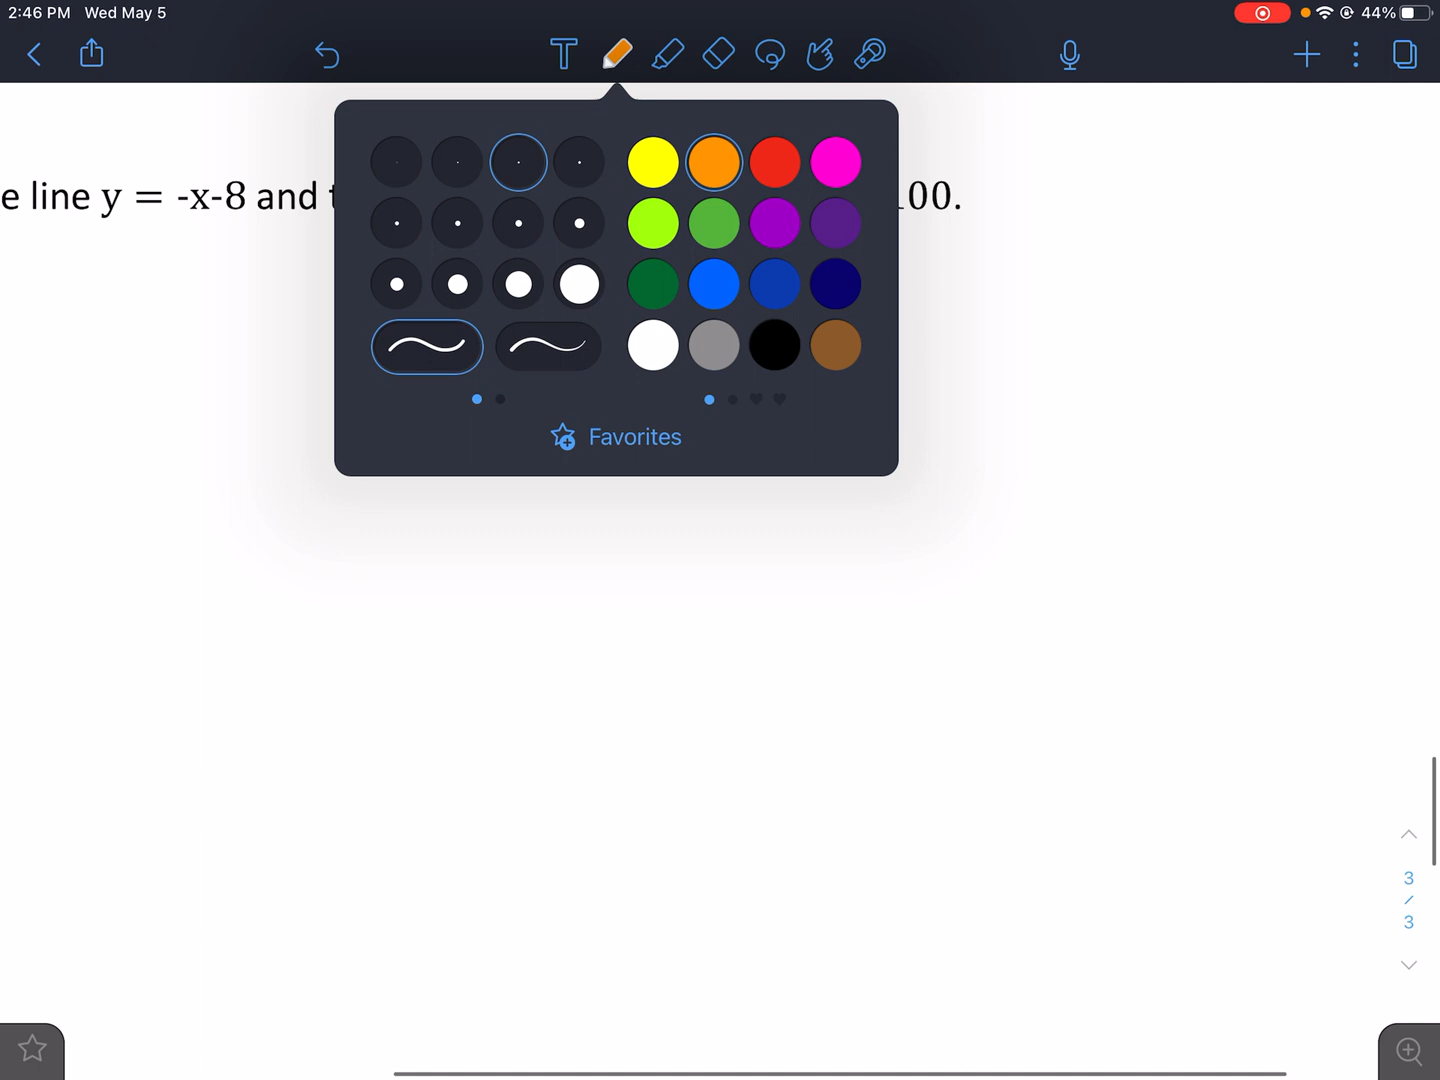 2:46 PM Wed May 5
44%
T
e line y = -x-8 and
00.
Favorites
3
3